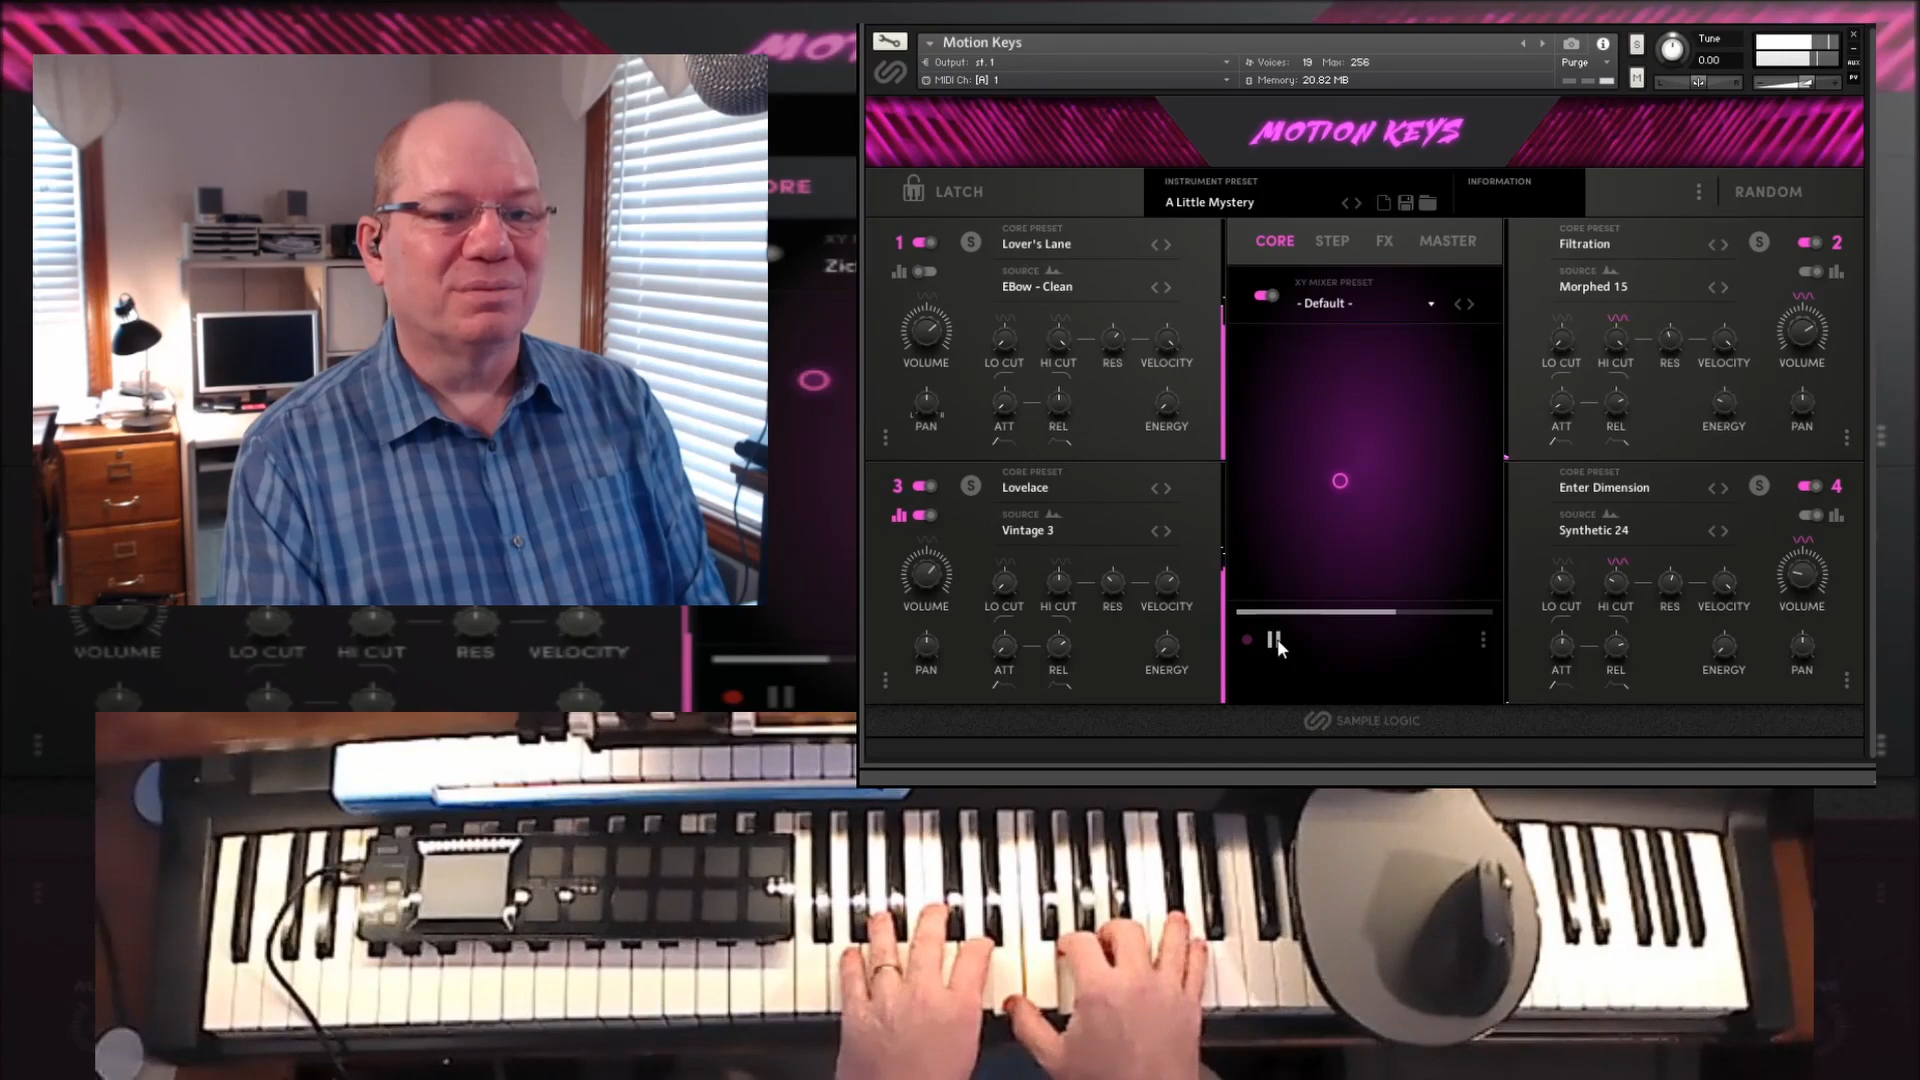 MOT
Motion Keys
Output: st.1
Voices: 19 Max: 256
Purge
MIDI Ch: [A] 1
Memory: 20.82 MB
S
M
Tune
0.00
L
R
AUX
PV
MOTION KEYS
LATCH
INSTRUMENT PRESET
A Little Mystery
INFORMATION
RANDOM
1
S
CORE PRESET
Lover's Lane
SOURCE
EBow - Clean
VOLUME
LO CUT
HI CUT
RES
VELOCITY
L
R
PAN
ATT
REL
ENERGY
CORE
STEP
FX
MASTER
XY MIXER PRESET
- Default -
CORE PRESET
Filtration
S
2
SOURCE
Morphed 15
LO CUT
HI CUT
RES
VELOCITY
VOLUME
ATT
REL
ENERGY
PAN
3
S
CORE PRESET
Lovelace
SOURCE
Vintage 3
VOLUME
LO CUT
HI CUT
RES
VELOCITY
PAN
ATT
REL
ENERGY
CORE PRESET
Enter Dimension
S
4
SOURCE
Synthetic 24
LO CUT
HI CUT
RES
VELOCITY
VOLUME
ATT
REL
ENERGY
PAN
SAMPLE LOGIC
ORE
XY
Zic
VOLUME
LO CUT
HI CUT
RES
VELOCITY